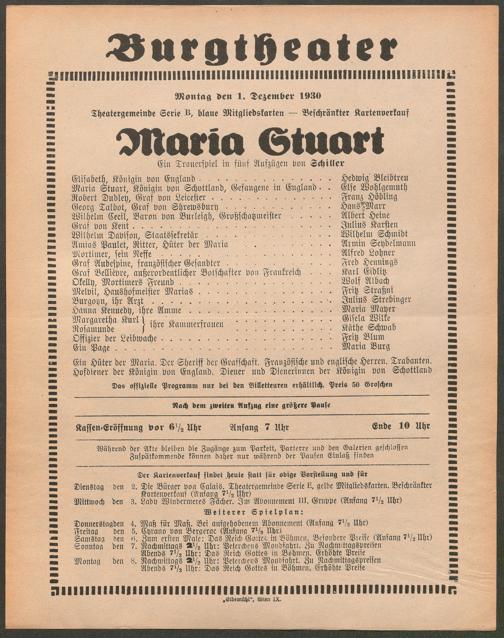 Burgtheater
Montag den 1. Dezember 1930
Theatergemeinde Serie B, blaue Mitgliedskarten — Beschränkter Kartenverkauf
Maria Stuart
Ein Trauerspiel in fünf Aufzügen von Schiller
Elisabeth, Königin von England . . . Hedwig Bleibtreu
Maria Stuart, Königin von Schottland, Gefangene in England . . . Else Wohlgemuth
Robert Dudley, Graf von Leicester . . . Franz Höbling
Georg Talbot, Graf von Shrewsbury . . . Hans Marr
Wilhelm Cecil, Baron von Burleigh, Großschatzmeister . . . Albert Heine
Graf von Kent . . . Julius Karsten
Wilhelm Davison, Staatssekretär . . . Wilhelm Schmidt
Amias Paulet, Ritter, Hüter der Maria . . . Armin Seydelmann
Mortimer, sein Neffe . . . Alfred Lohner
Graf Aubespine, französischer Gesandter . . . Fred Hennings
Graf Bellièvre, außerordentlicher Botschafter von Frankreich . . . Karl Eidlitz
Okelly, Mortimers Freund . . . Wolf Albach
Melvil, Haushofmeister Marias . . . Fritz Straßni
Burgoyn, ihr Arzt . . . Julius Strebinger
Hanna Kennedy, ihre Amme . . . Maria Mayer
Margaretha Kurl } ihre Kammerfrauen . . . Gisela Wilke
Rosamunde } . . . Käthe Schwab
Offizier der Leibwache . . . Fritz Blum
Ein Page . . . Maria Burg
Ein Hüter der Maria. Der Sheriff der Grafschaft. Französische und englische Herren. Trabanten.
Hofdiener der Königin von England. Diener und Dienerinnen der Königin von Schottland
Das offizielle Programm nur bei den Billetteuren erhältlich. Preis 50 Groschen
Nach dem zweiten Aufzug eine größere Pause
Kassen-Eröffnung vor 6½ Uhr Anfang 7 Uhr Ende 10 Uhr
Während der Akte bleiben die Zugänge zum Parkett, Parterre und den Galerien geschlossen
Zuspätkommende können daher nur während der Pausen Einlaß finden
Der Kartenverkauf findet heute statt für obige Vorstellung und für
Dienstag den 2. Die Bürger von Calais. Theatergemeinde Serie E, gelbe Mitgliedskarten. Beschränkter
Kartenverkauf (Anfang 7½ Uhr)
Mittwoch den 3. Lady Windermeres Fächer. Im Abonnement III. Gruppe (Anfang 7½ Uhr)
Weiterer Spielplan:
Donnerstag den 4. Maß für Maß. Bei aufgehobenem Abonnement (Anfang 7½ Uhr)
Freitag den 5. Cyrano von Bergerac (Anfang 7½ Uhr)
Samstag den 6. Zum ersten Male: Das Reich Gottes in Böhmen. Besondere Preise (Anfang 7½ Uhr)
Sonntag den 7. Nachmittags 2½ Uhr: Peterchens Mondfahrt. Zu Nachmittagspreisen
Abends 7½ Uhr: Das Reich Gottes in Böhmen. Erhöhte Preise
Montag den 8. Nachmittags 2½ Uhr: Peterchens Mondfahrt. Zu Nachmittagspreisen
Abends 7½ Uhr: Das Reich Gottes in Böhmen. Erhöhte Preise
„Elbemühl“, Wien IX.